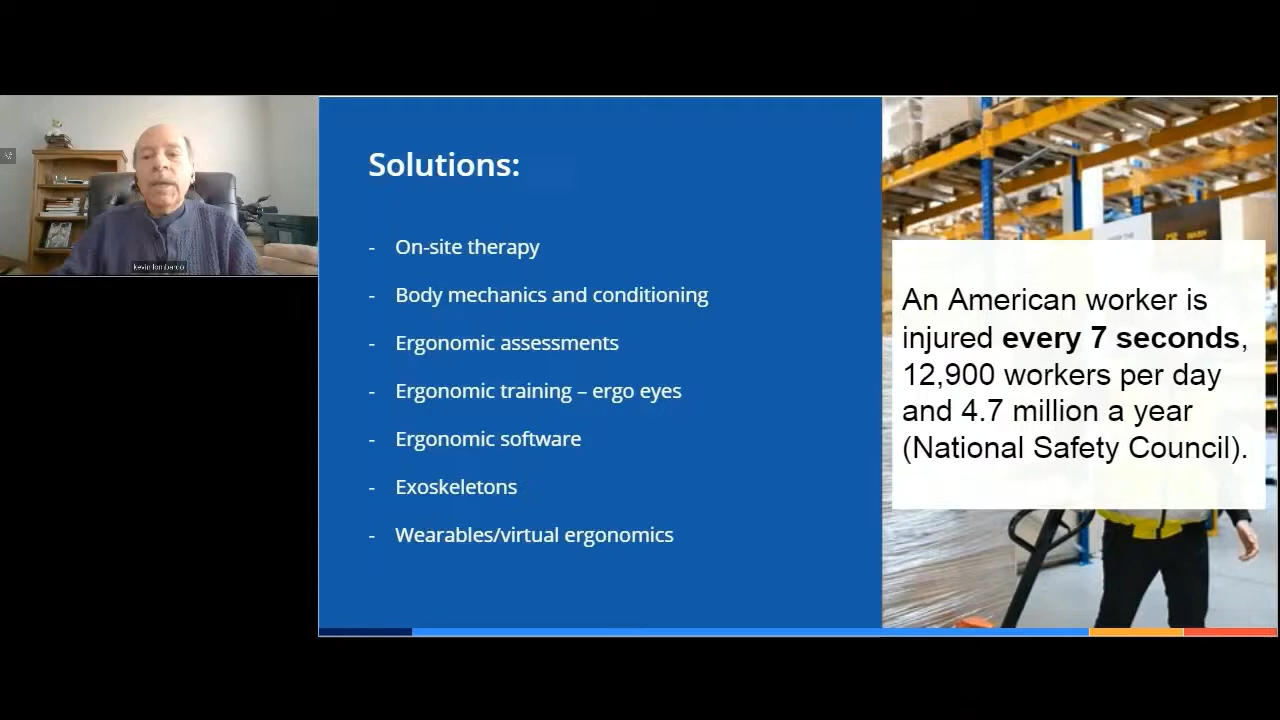 kevin lombardo
Solutions:
- On-site therapy
- Body mechanics and conditioning
- Ergonomic assessments
- Ergonomic training – ergo eyes
- Ergonomic software
- Exoskeletons
- Wearables/virtual ergonomics
An American worker is
injured every 7 seconds,
12,900 workers per day
and 4.7 million a year
(National Safety Council).